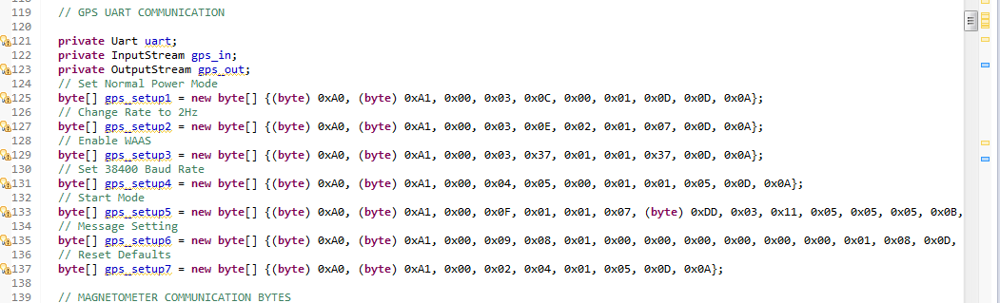 119 // GPS UART COMMUNICATION
120
121 private Uart uart;
122 private InputStream gps_in;
123 private OutputStream gps_out;
124 // Set Normal Power Mode
125 byte[] gps_setup1 = new byte[] {(byte) 0xA0, (byte) 0xA1, 0x00, 0x03, 0x0C, 0x00, 0x01, 0x0D, 0x0D, 0x0A};
126 // Change Rate to 2Hz
127 byte[] gps_setup2 = new byte[] {(byte) 0xA0, (byte) 0xA1, 0x00, 0x03, 0x0E, 0x02, 0x01, 0x07, 0x0D, 0x0A};
128 // Enable WAAS
129 byte[] gps_setup3 = new byte[] {(byte) 0xA0, (byte) 0xA1, 0x00, 0x03, 0x37, 0x01, 0x01, 0x37, 0x0D, 0x0A};
130 // Set 38400 Baud Rate
131 byte[] gps_setup4 = new byte[] {(byte) 0xA0, (byte) 0xA1, 0x00, 0x04, 0x05, 0x00, 0x01, 0x01, 0x05, 0x0D, 0x0A};
132 // Start Mode
133 byte[] gps_setup5 = new byte[] {(byte) 0xA0, (byte) 0xA1, 0x00, 0x0F, 0x01, 0x01, 0x07, (byte) 0xDD, 0x03, 0x11, 0x05, 0x05, 0x05, 0x0B,
134 // Message Setting
135 byte[] gps_setup6 = new byte[] {(byte) 0xA0, (byte) 0xA1, 0x00, 0x09, 0x08, 0x01, 0x00, 0x00, 0x00, 0x00, 0x00, 0x00, 0x01, 0x08, 0x0D,
136 // Reset Defaults
137 byte[] gps_setup7 = new byte[] {(byte) 0xA0, (byte) 0xA1, 0x00, 0x02, 0x04, 0x01, 0x05, 0x0D, 0x0A};
138
139 // MAGNETOMETER COMMUNICATION BYTES